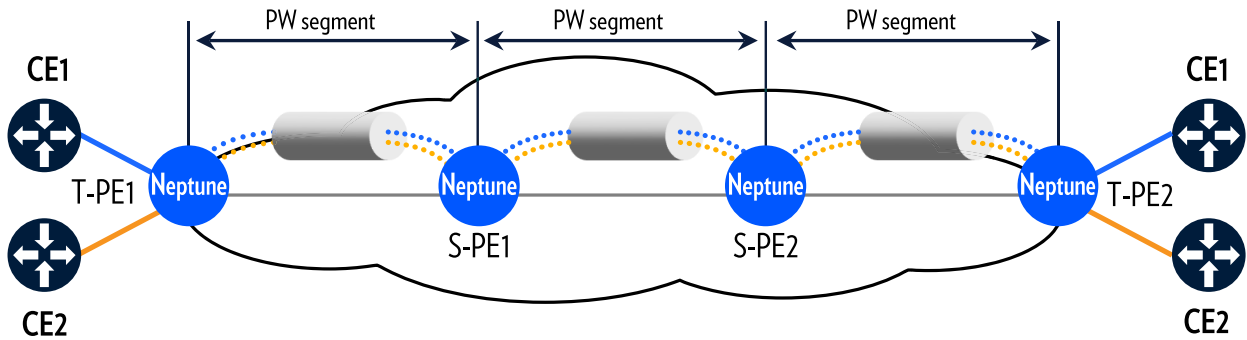 PW segment
PW segment
PW segment
CE1
CE1
T-PE1
Neptune
Neptune
Neptune
Neptune
T-PE2
S-PE1
S-PE2
CE2
CE2